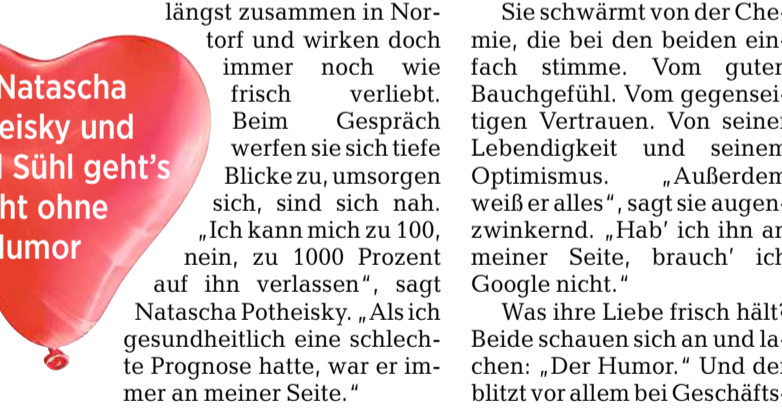 Natascha
eisky und
Sühl geht's
ht ohne
umor
längst zusammen in Nor-
torf und wirken doch
immer noch wie
frisch verliebt.
Beim Gespräch
werfen sie sich tiefe
Blicke zu, umsorgen
sich, sind sich nah.
„Ich kann mich zu 100,
nein, zu 1000 Prozent
auf ihn verlassen“, sagt
Natascha Potheisky. „Als ich
gesundheitlich eine schlech-
te Prognose hatte, war er im-
mer an meiner Seite.“
Sie schwärmt von der Che-
mie, die bei den beiden ein-
fach stimme. Vom guten
Bauchgefühl. Vom gegensei-
tigen Vertrauen. Von seiner
Lebendigkeit und seinem
Optimismus. „Außerdem
weiß er alles“, sagt sie augen-
zwinkernd. „Hab’ ich ihn an
meiner Seite, brauch’ ich
Google nicht.“
Was ihre Liebe frisch hält?
Beide schauen sich an und la-
chen: „Der Humor.“ Und der
blitzt vor allem bei Geschäfts-